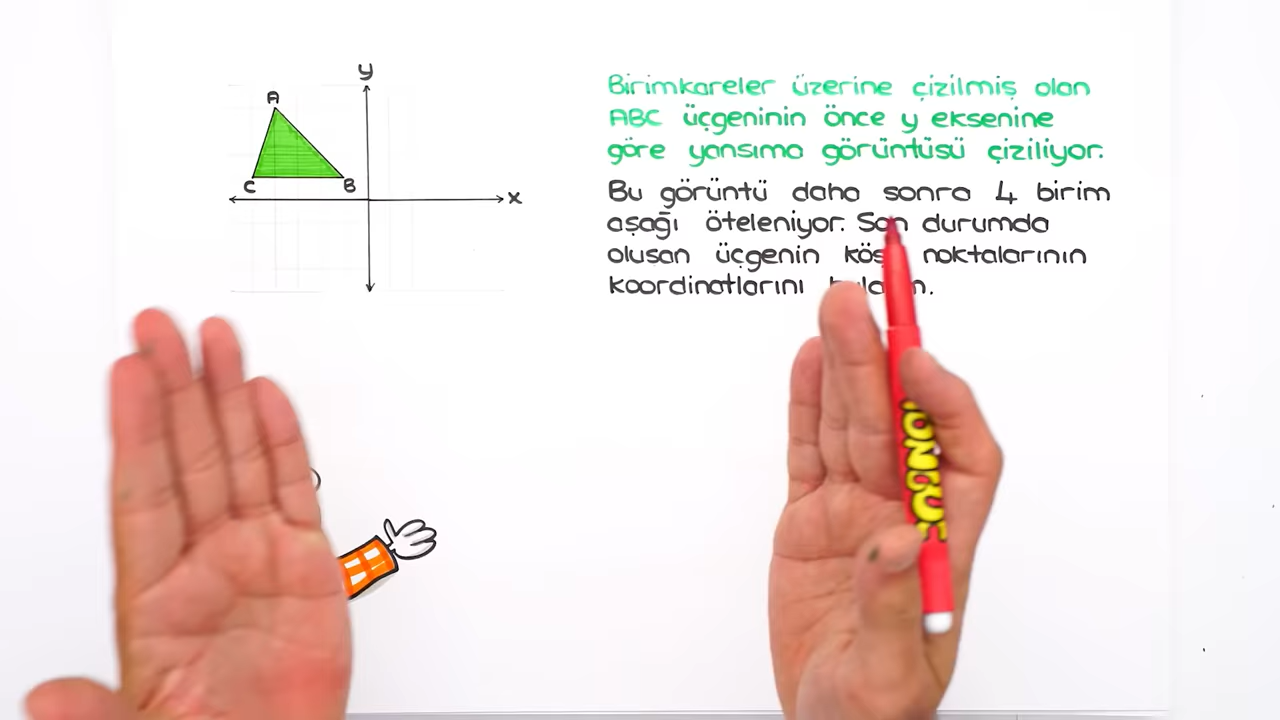 y
A
C
B
x
Birimkareler üzerine çizilmiş olan
ABC üçgeninin önce y eksenine
göre yansıma görüntüsü çiziliyor.
Bu görüntü daha sonra 4 birim
aşağı öteleniyor. Son durumda
olusan üçgenin noktalarının
koordinatlarını